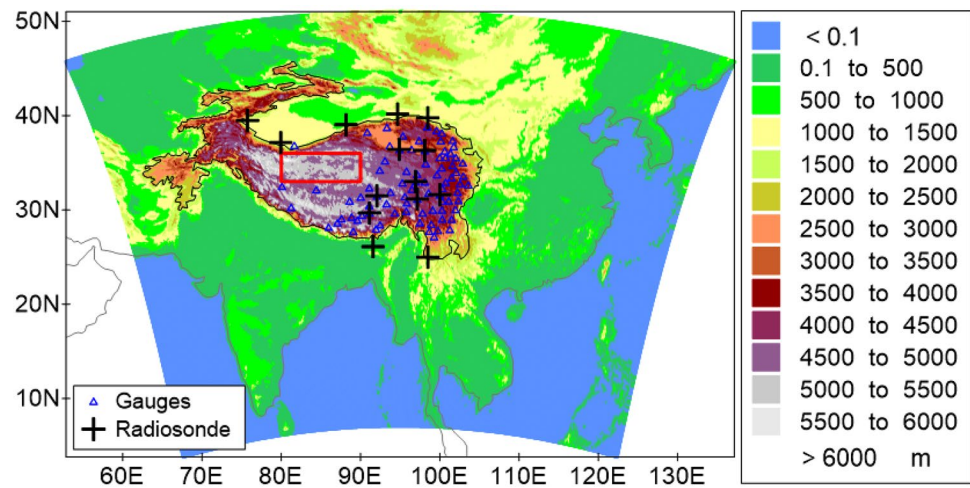 50N
40N
30N
20N
10N
60E 70E 80E 90E 100E 110E 120E 130E
Gauges
Radiosonde
< 0.1
0.1 to 500
500 to 1000
1000 to 1500
1500 to 2000
2000 to 2500
2500 to 3000
3000 to 3500
3500 to 4000
4000 to 4500
4500 to 5000
5000 to 5500
5500 to 6000
> 6000 m